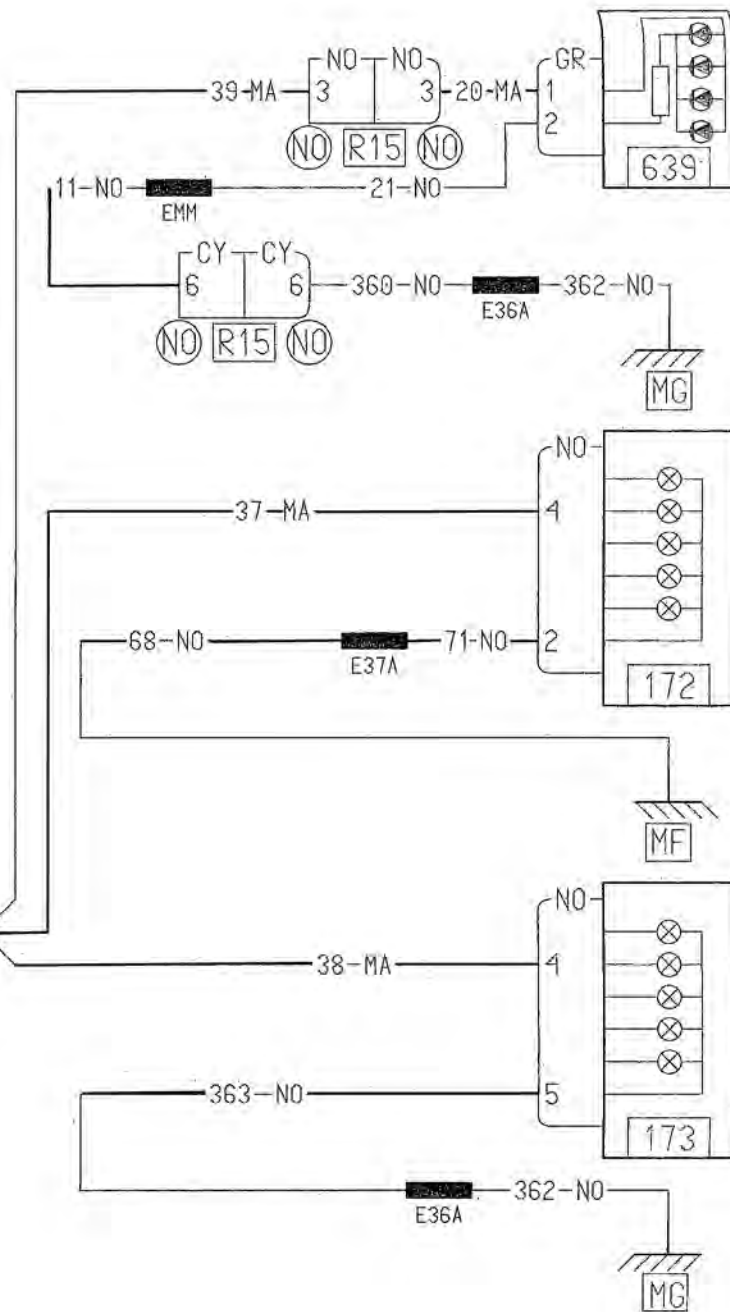 NO NO GR
39-MA 3 3 20-MA 1
2
NO R15 NO
639
11-NO 21-NO
EMM
CY CY
6 6 360-NO 362-NO
E36A
NO R15 NO
MG
NO
37-MA 4
68-NO 71-NO 2
E37A
172
MF
NO
38-MA 4
363-NO 5
173
362-NO
E36A
MG